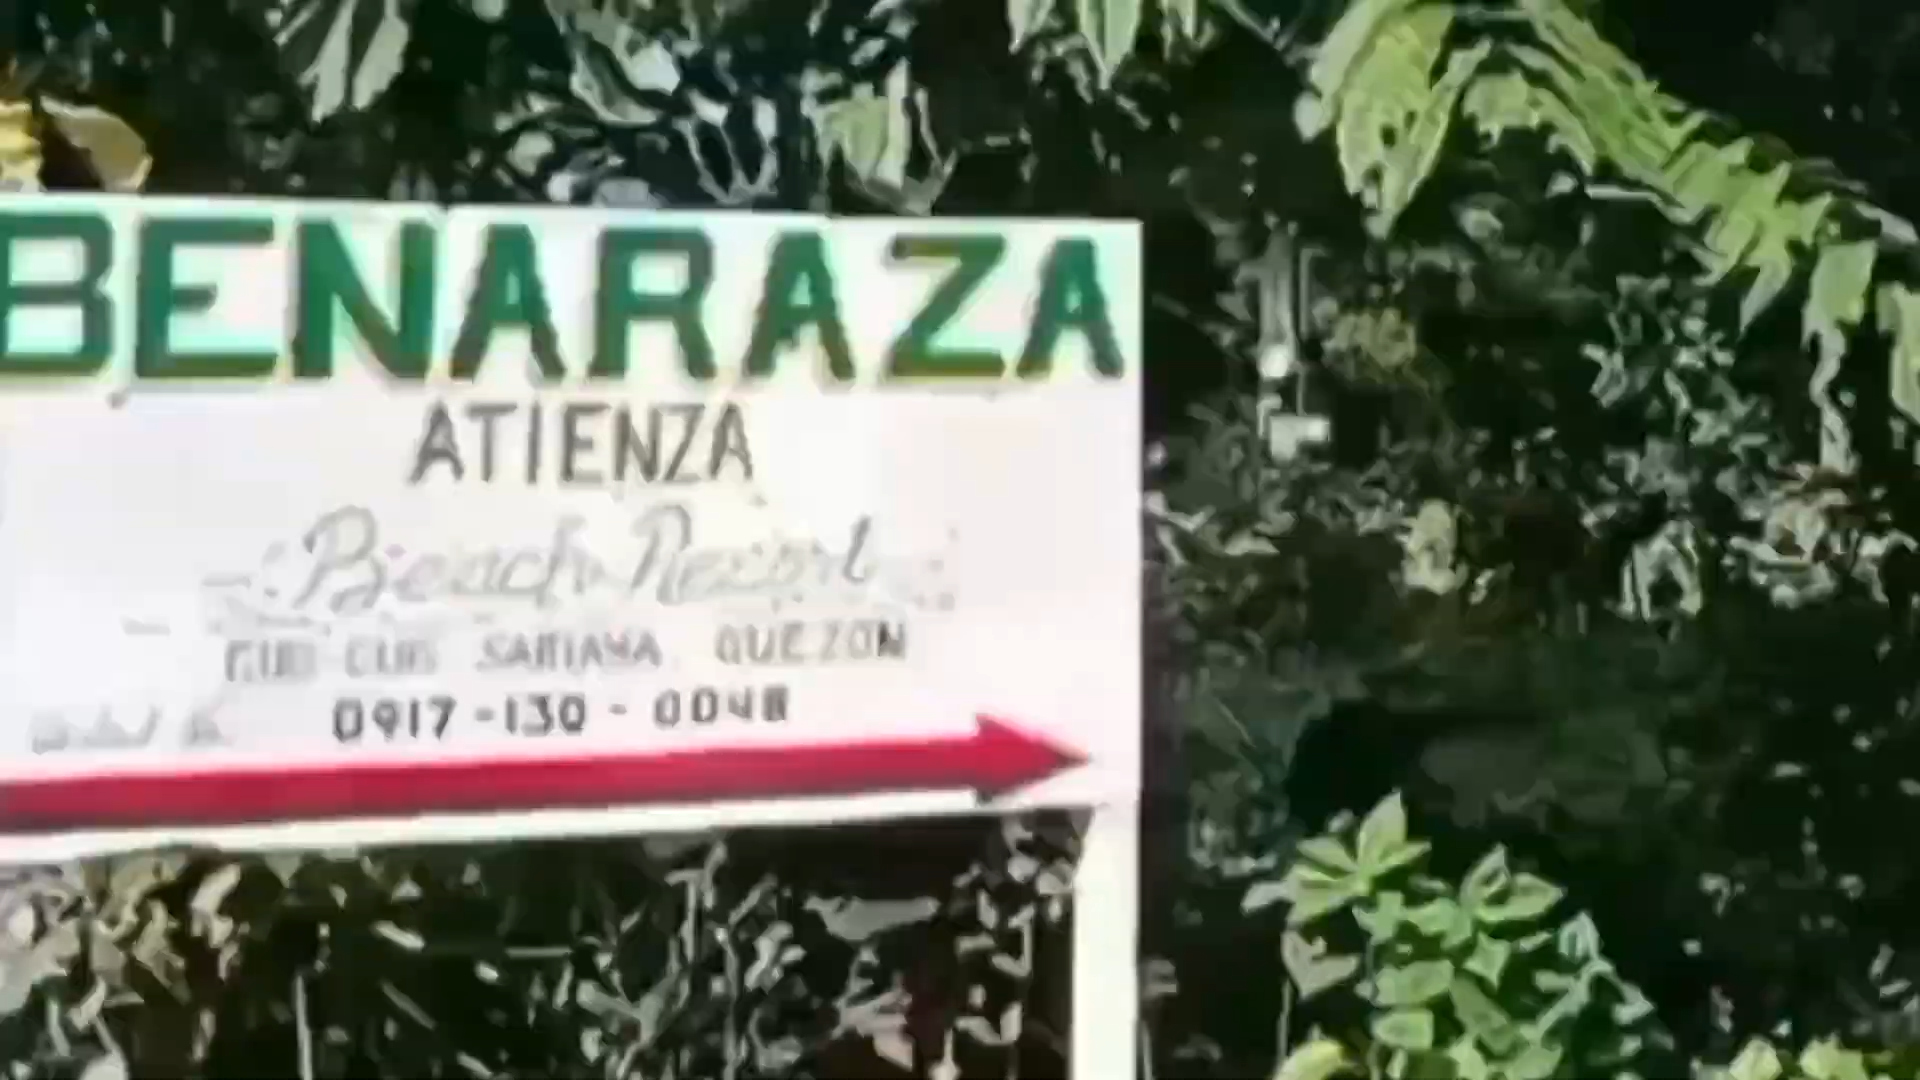 BENARAZA
ATIENZA
Beach Resort
SARIAYA, QUEZON
0917-130-0048